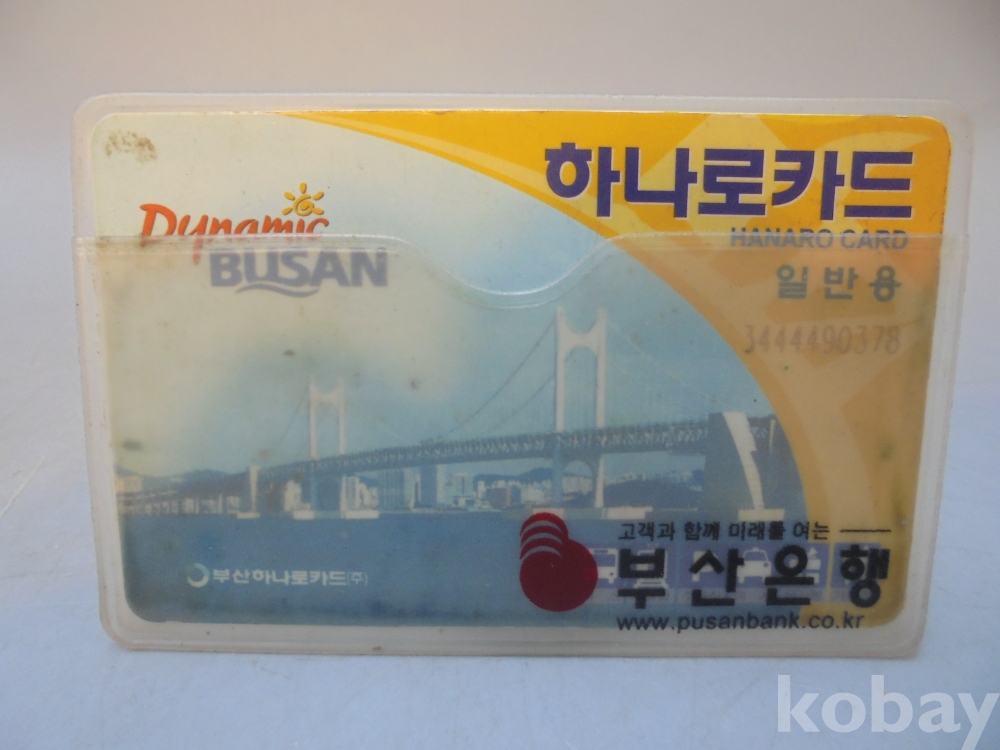 하나로카드
Dynamic
HANARO CARD
BUSAN
일반용
3444490378
고객과 함께 미래를 여는
부산하나로카드(주)
부산은행
www.pusanbank.co.kr
kobay